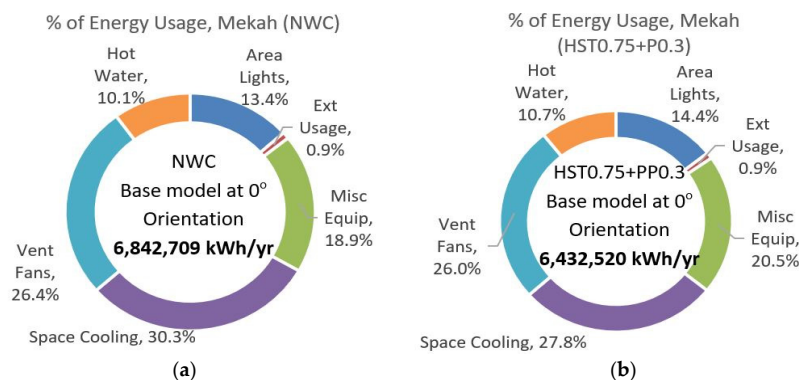 % of Energy Usage, Mekah (NWC)
Hot
Water,
10.1%
Area
Lights,
13.4%
Ext
Usage,
0.9%
Misc
Equip,
18.9%
Space Cooling, 30.3%
Vent
Fans,
26.4%
NWC
Base model at 0°
Orientation
6,842,709 kWh/yr
(a)
% of Energy Usage, Mekah
(HST0.75+P0.3)
Hot
Water,
10.7%
Area
Lights,
14.4%
Ext
Usage,
0.9%
Misc
Equip,
20.5%
Space Cooling, 27.8%
Vent
Fans,
26.0%
HST0.75+PP0.3
Base model at 0°
Orientation
6,432,520 kWh/yr
(b)